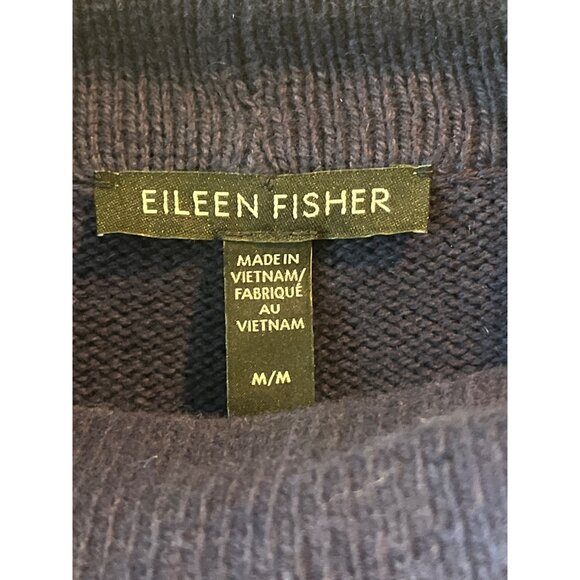 EILEEN FISHER
MADE IN
VIETNAM/
FABRIQUÉ
AU
VIETNAM
M/M